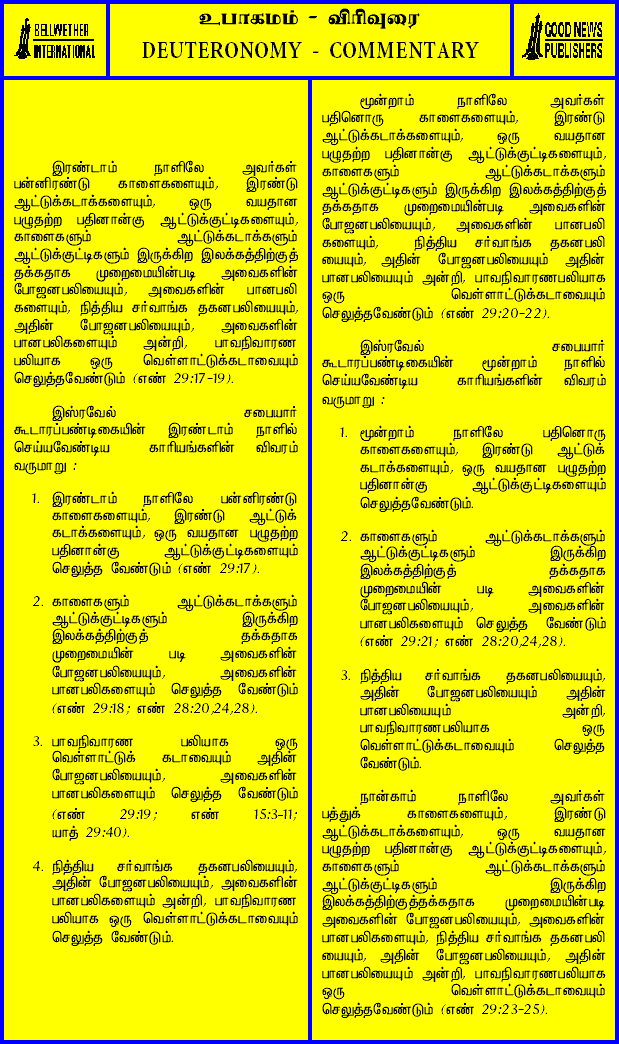 BELLWETHER
INTERNATIONAL
உபாகமம் - விரிவுரை
DEUTERONOMY - COMMENTARY
GOOD NEWS
PUBLISHERS
இரண்டாம் நாளிலே அவர்கள்
பன்னிரண்டு காளைகளையும், இரண்டு
ஆட்டுக்கடாக்களையும், ஒரு வயதான
பழுதற்ற பதினான்கு ஆட்டுக்குட்டிகளையும்,
காளைகளும் ஆட்டுக்கடாக்களும்
ஆட்டுக்குட்டிகளும் இருக்கிற இலக்கத்திற்குத்
தக்கதாக முறைமையின்படி அவைகளின்
போஜனபலியையும், அவைகளின் பானபலி
களையும், நித்திய சர்வாங்க தகனபலியையும்,
அதின் போஜனபலியையும், அவைகளின்
பானபலிகளையும் அன்றி, பாவநிவாரண
பலியாக ஒரு வெள்ளாட்டுக்கடாவையும்
செலுத்தவேண்டும் (எண் 29:17-19).
இஸ்ரவேல் சபையார்
கூடாரப்பண்டிகையின் இரண்டாம் நாளில்
செய்யவேண்டிய காரியங்களின் விவரம்
வருமாறு :
1. இரண்டாம் நாளிலே பன்னிரண்டு
காளைகளையும், இரண்டு ஆட்டுக்
கடாக்களையும், ஒரு வயதான பழுதற்ற
பதினான்கு ஆட்டுக்குட்டிகளையும்
செலுத்த வேண்டும் (எண் 29:17).
2. காளைகளும் ஆட்டுக்கடாக்களும்
ஆட்டுக்குட்டிகளும் இருக்கிற
இலக்கத்திற்குத் தக்கதாக
முறைமையின் படி அவைகளின்
போஜனபலியையும், அவைகளின்
பானபலிகளையும் செலுத்த வேண்டும்
(எண் 29:18; எண் 28:20,24,28).
3. பாவநிவாரண பலியாக ஒரு
வெள்ளாட்டுக் கடாவையும் அதின்
போஜனபலியையும், அவைகளின்
பானபலிகளையும் செலுத்த வேண்டும்
(எண் 29:19; எண் 15:3-11;
யாத் 29:40).
4. நித்திய சர்வாங்க தகனபலியையும்,
அதின் போஜனபலியையும், அவைகளின்
பானபலிகளையும் அன்றி, பாவநிவாரண
பலியாக ஒரு வெள்ளாட்டுக்கடாவையும்
செலுத்த வேண்டும்.
மூன்றாம் நாளிலே அவர்கள்
பதினொரு காளைகளையும், இரண்டு
ஆட்டுக்கடாக்களையும், ஒரு வயதான
பழுதற்ற பதினான்கு ஆட்டுக்குட்டிகளையும்,
காளைகளும் ஆட்டுக்கடாக்களும்
ஆட்டுக்குட்டிகளும் இருக்கிற இலக்கத்திற்குத்
தக்கதாக முறைமையின்படி அவைகளின்
போஜனபலியையும், அவைகளின் பானபலி
களையும், நித்திய சர்வாங்க தகனபலி
யையும், அதின் போஜனபலியையும் அதின்
பானபலியையும் அன்றி, பாவநிவாரணபலியாக
ஒரு வெள்ளாட்டுக்கடாவையும்
செலுத்தவேண்டும் (எண் 29:20-22).
இஸ்ரவேல் சபையார்
கூடாரப்பண்டிகையின் மூன்றாம் நாளில்
செய்யவேண்டிய காரியங்களின் விவரம்
வருமாறு :
1. மூன்றாம் நாளிலே பதினொரு
காளைகளையும், இரண்டு ஆட்டுக்
கடாக்களையும், ஒரு வயதான பழுதற்ற
பதினான்கு ஆட்டுக்குட்டிகளையும்
செலுத்தவேண்டும்.
2. காளைகளும் ஆட்டுக்கடாக்களும்
ஆட்டுக்குட்டிகளும் இருக்கிற
இலக்கத்திற்குத் தக்கதாக
முறைமையின் படி அவைகளின்
போஜனபலியையும், அவைகளின்
பானபலிகளையும் செலுத்த வேண்டும்
(எண் 29:21; எண் 28:20,24,28).
3. நித்திய சர்வாங்க தகனபலியையும்,
அதின் போஜனபலியையும் அதின்
பானபலியையும் அன்றி,
பாவநிவாரணபலியாக ஒரு
வெள்ளாட்டுக்கடாவையும் செலுத்த
வேண்டும்.
நான்காம் நாளிலே அவர்கள்
பத்துக் காளைகளையும், இரண்டு
ஆட்டுக்கடாக்களையும், ஒரு வயதான
பழுதற்ற பதினான்கு ஆட்டுக்குட்டிகளையும்,
காளைகளும் ஆட்டுக்கடாக்களும்
ஆட்டுக்குட்டிகளும் இருக்கிற
இலக்கத்திற்குத்தக்கதாக முறைமையின்படி
அவைகளின் போஜனபலியையும், அவைகளின்
பானபலிகளையும், நித்திய சர்வாங்க தகனபலி
யையும், அதின் போஜனபலியையும், அதின்
பானபலியையும் அன்றி, பாவநிவாரணபலியாக
ஒரு வெள்ளாட்டுக்கடாவையும்
செலுத்தவேண்டும் (எண் 29:23-25).